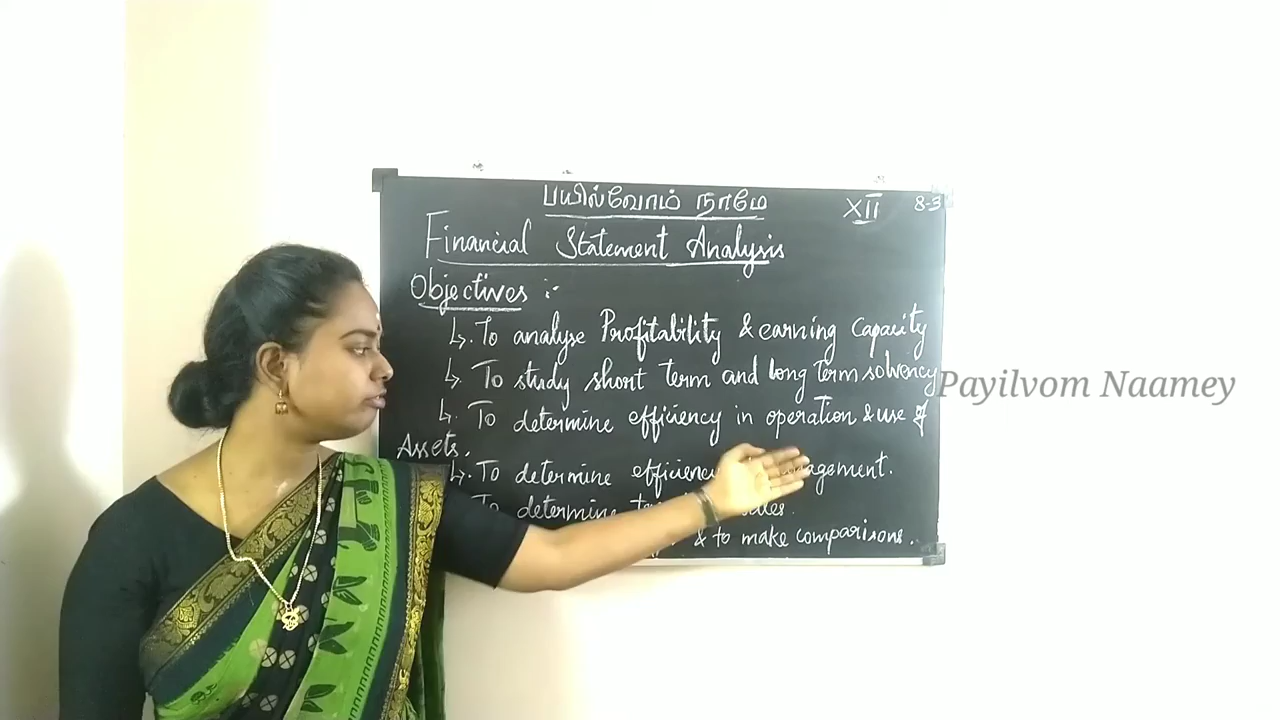 பயில்வோம் நாமே
XII
8-3
Financial Statement Analysis
Objectives :-
↳. To analyse Profitability & earning Capacity
↳ To study short term and long term solvency
↳. To determine efficiency in operation & use of
Assets.
↳. To determine efficiency
To determine
& to make comparisons.
Payilvom Naamey